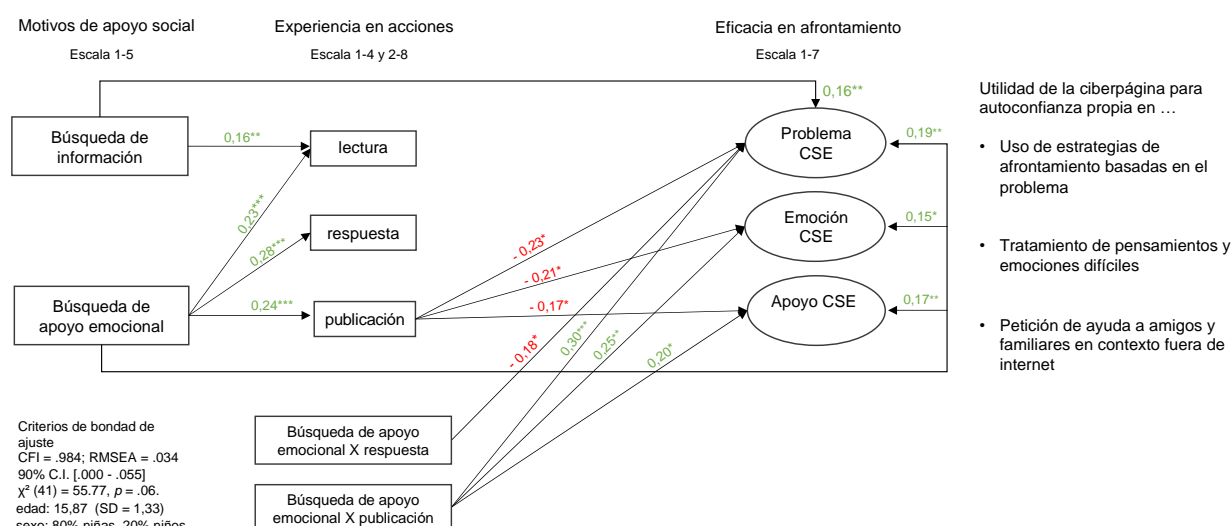 Motivos de apoyo social
Escala 1-5
Experiencia en acciones
Escala 1-4 y 2-8
Eficacia en afrontamiento
Escala 1-7
Búsqueda de
información
Búsqueda de
apoyo emocional
lectura
respuesta
publicación
Búsqueda de apoyo
emocional X respuesta
Búsqueda de apoyo
emocional X publicación
0,16**
0,23***
0,28***
0,24***
- 0,23*
- 0,21*
- 0,17*
- 0,18*
0,30***
0,25**
0,20*
0,16**
Problema
CSE
0,19**
Emoción
CSE
0,15*
Apoyo CSE
0,17**
Utilidad de la ciberpágina para
autoconfianza propia en …
• Uso de estrategias de
afrontamiento basadas en el
problema
• Tratamiento de pensamientos y
emociones difíciles
• Petición de ayuda a amigos y
familiares en contexto fuera de
internet
Criterios de bondad de
ajuste
CFI = .984; RMSEA = .034
90% C.I. [.000 - .055]
χ² (41) = 55.77, p = .06.
edad: 15,87 (SD = 1,33)
sexo: 80% niñas, 20% niños